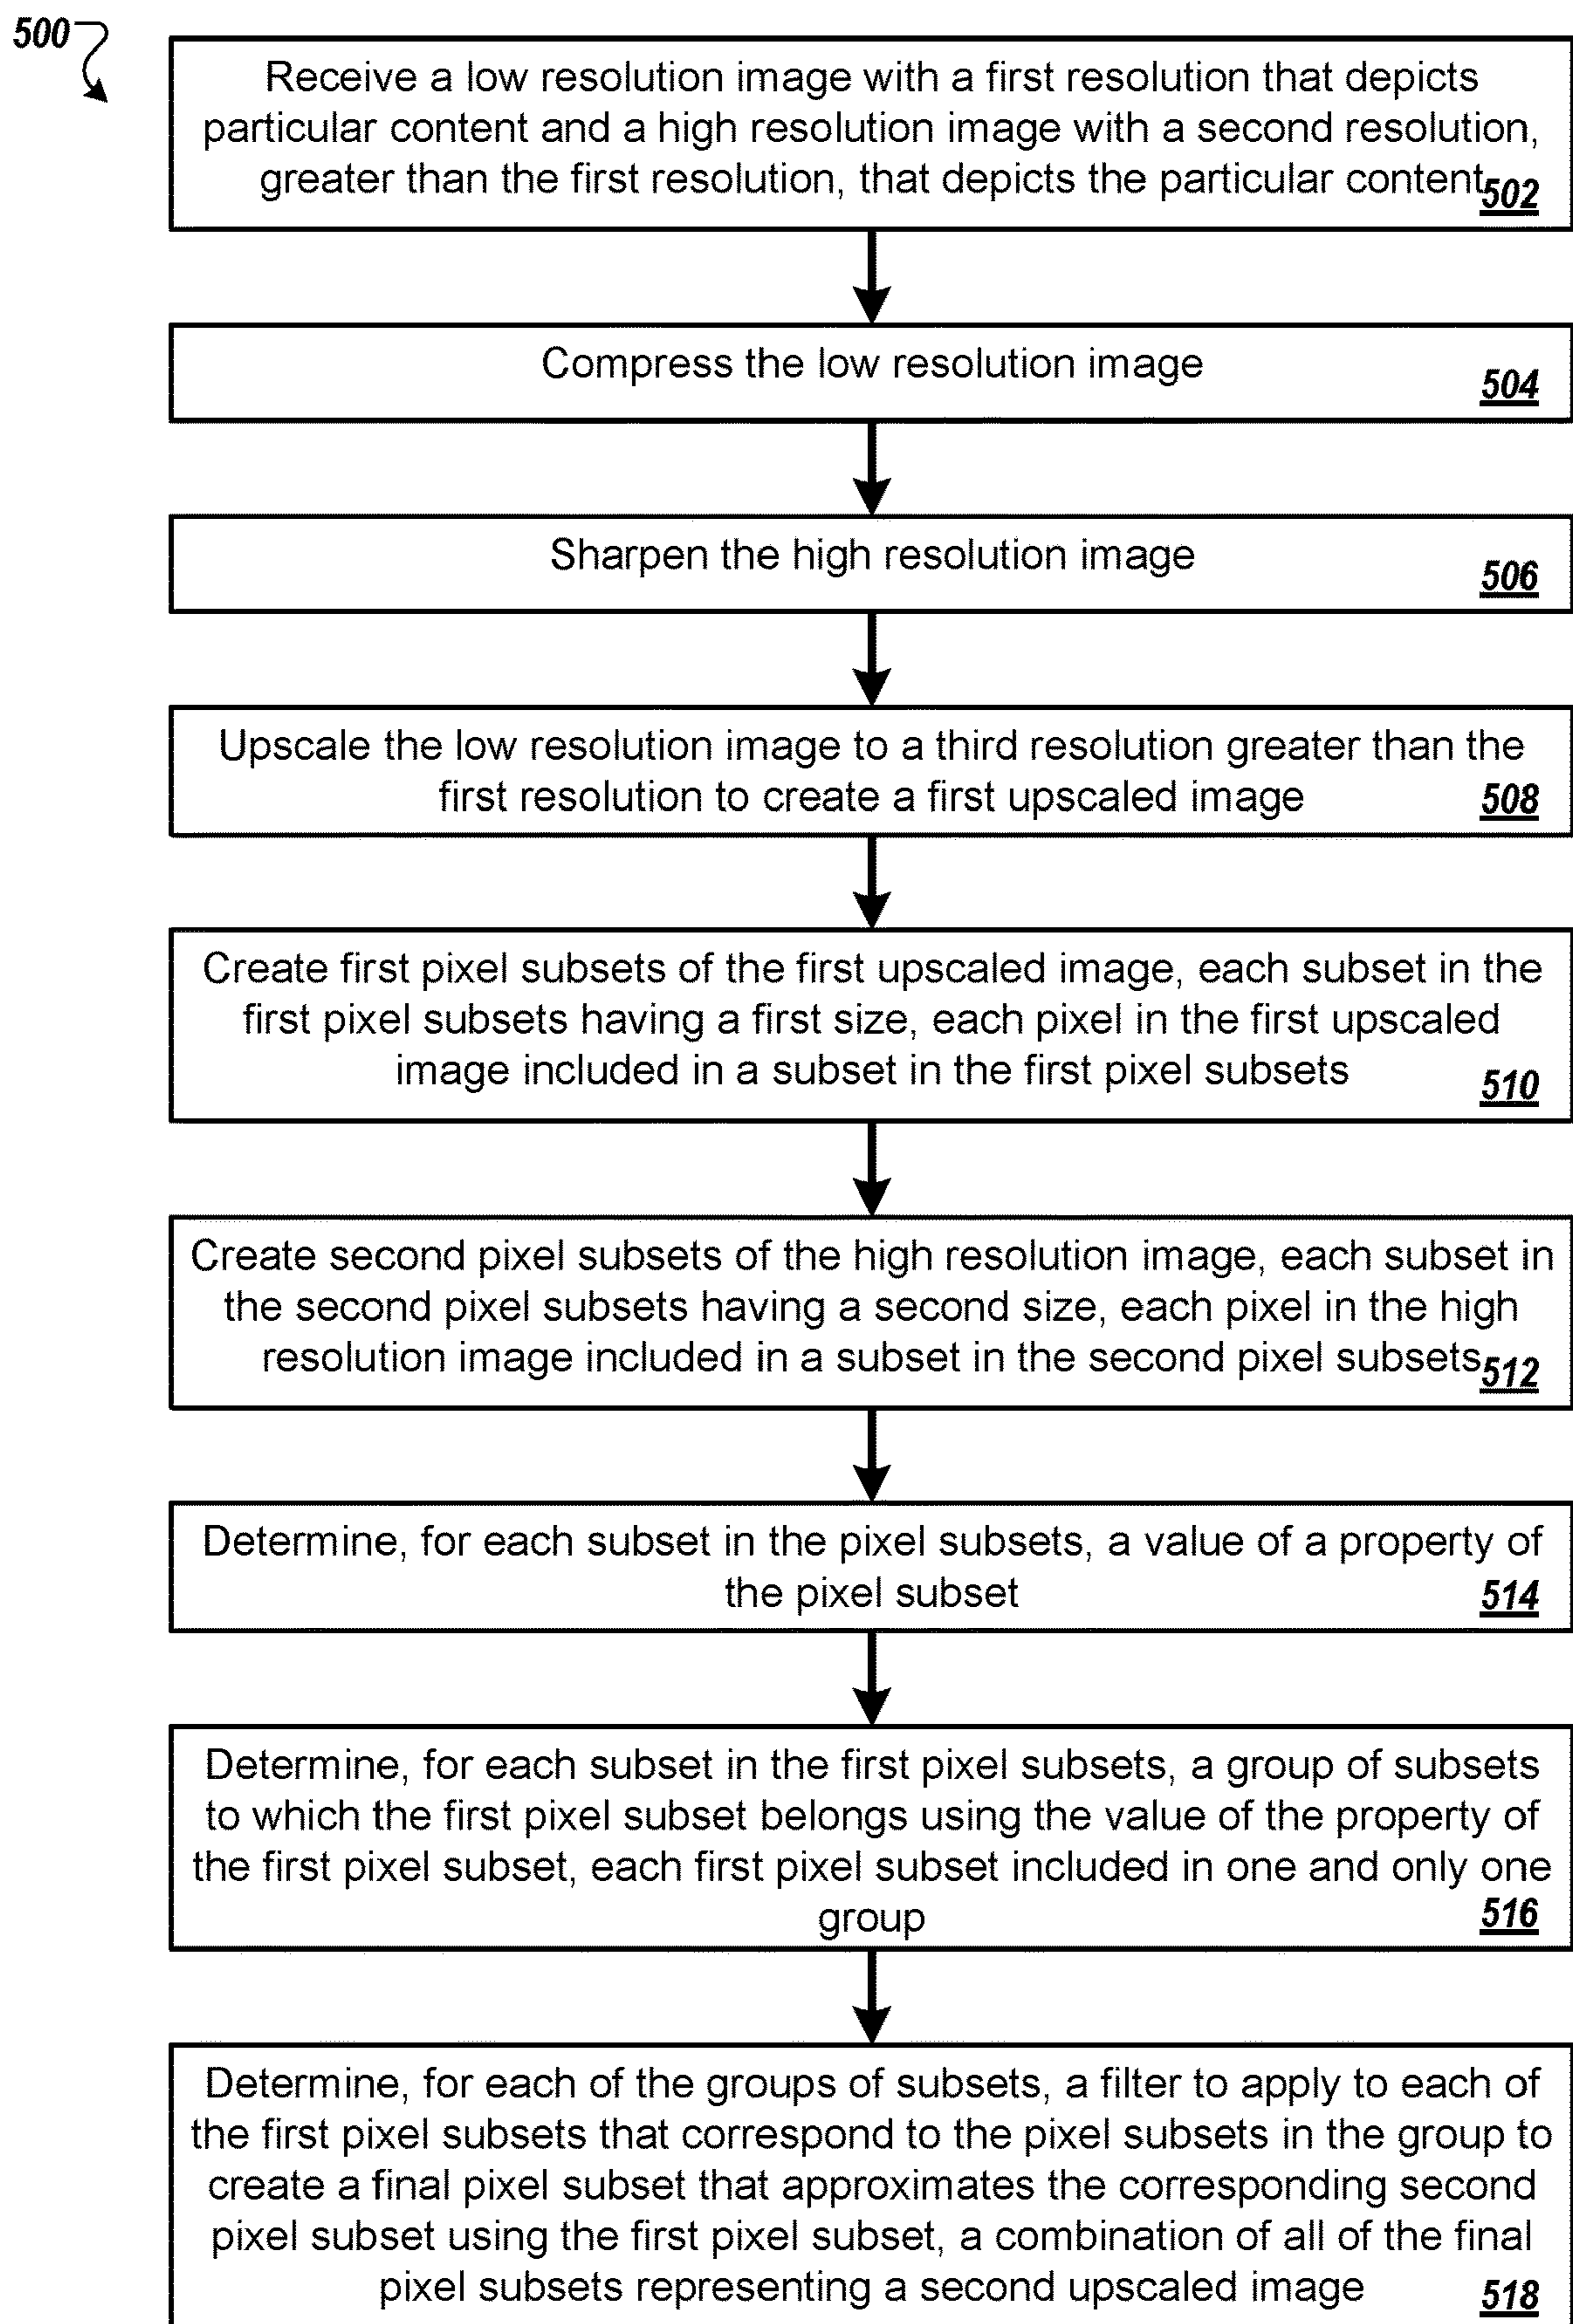 500
Receive a low resolution image with a first resolution that depicts
particular content and a high resolution image with a second resolution,
greater than the first resolution, that depicts the particular content
502
Compress the low resolution image
504
Sharpen the high resolution image
506
Upscale the low resolution image to a third resolution greater than the
first resolution to create a first upscaled image
508
Create first pixel subsets of the first upscaled image, each subset in the
first pixel subsets having a first size, each pixel in the first upscaled
image included in a subset in the first pixel subsets
510
Create second pixel subsets of the high resolution image, each subset in
the second pixel subsets having a second size, each pixel in the high
resolution image included in a subset in the second pixel subsets
512
Determine, for each subset in the pixel subsets, a value of a property of
the pixel subset
514
Determine, for each subset in the first pixel subsets, a group of subsets
to which the first pixel subset belongs using the value of the property of
the first pixel subset, each first pixel subset included in one and only one
group
516
Determine, for each of the groups of subsets, a filter to apply to each of
the first pixel subsets that correspond to the pixel subsets in the group to
create a final pixel subset that approximates the corresponding second
pixel subset using the first pixel subset, a combination of all of the final
pixel subsets representing a second upscaled image
518